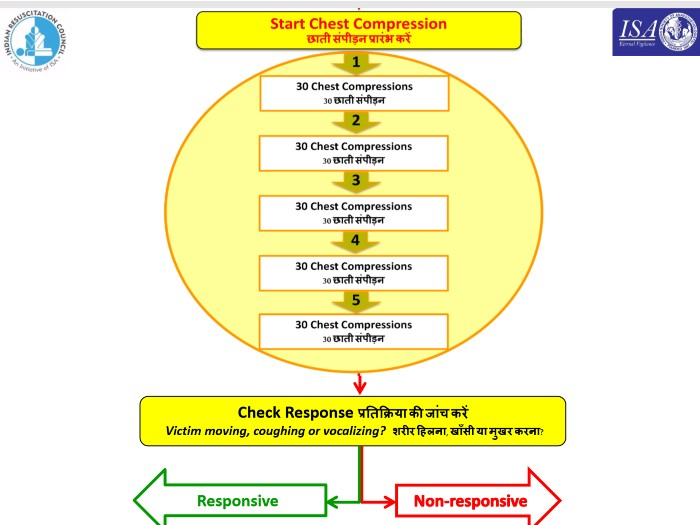 Start Chest Compression
छाती संपीड़न प्रारंभ करें
INDIAN RESUSCITATION COUNCIL
An Initiative of ISA
ISA
Eternal Vigilance
1
30 Chest Compressions
30 छाती संपीड़न
2
30 Chest Compressions
30 छाती संपीड़न
3
30 Chest Compressions
30 छाती संपीड़न
4
30 Chest Compressions
30 छाती संपीड़न
5
30 Chest Compressions
30 छाती संपीड़न
Check Response प्रतिक्रिया की जांच करें
Victim moving, coughing or vocalizing? शरीर हिलना, खाँसी या मुखर करना?
Responsive
Non-responsive